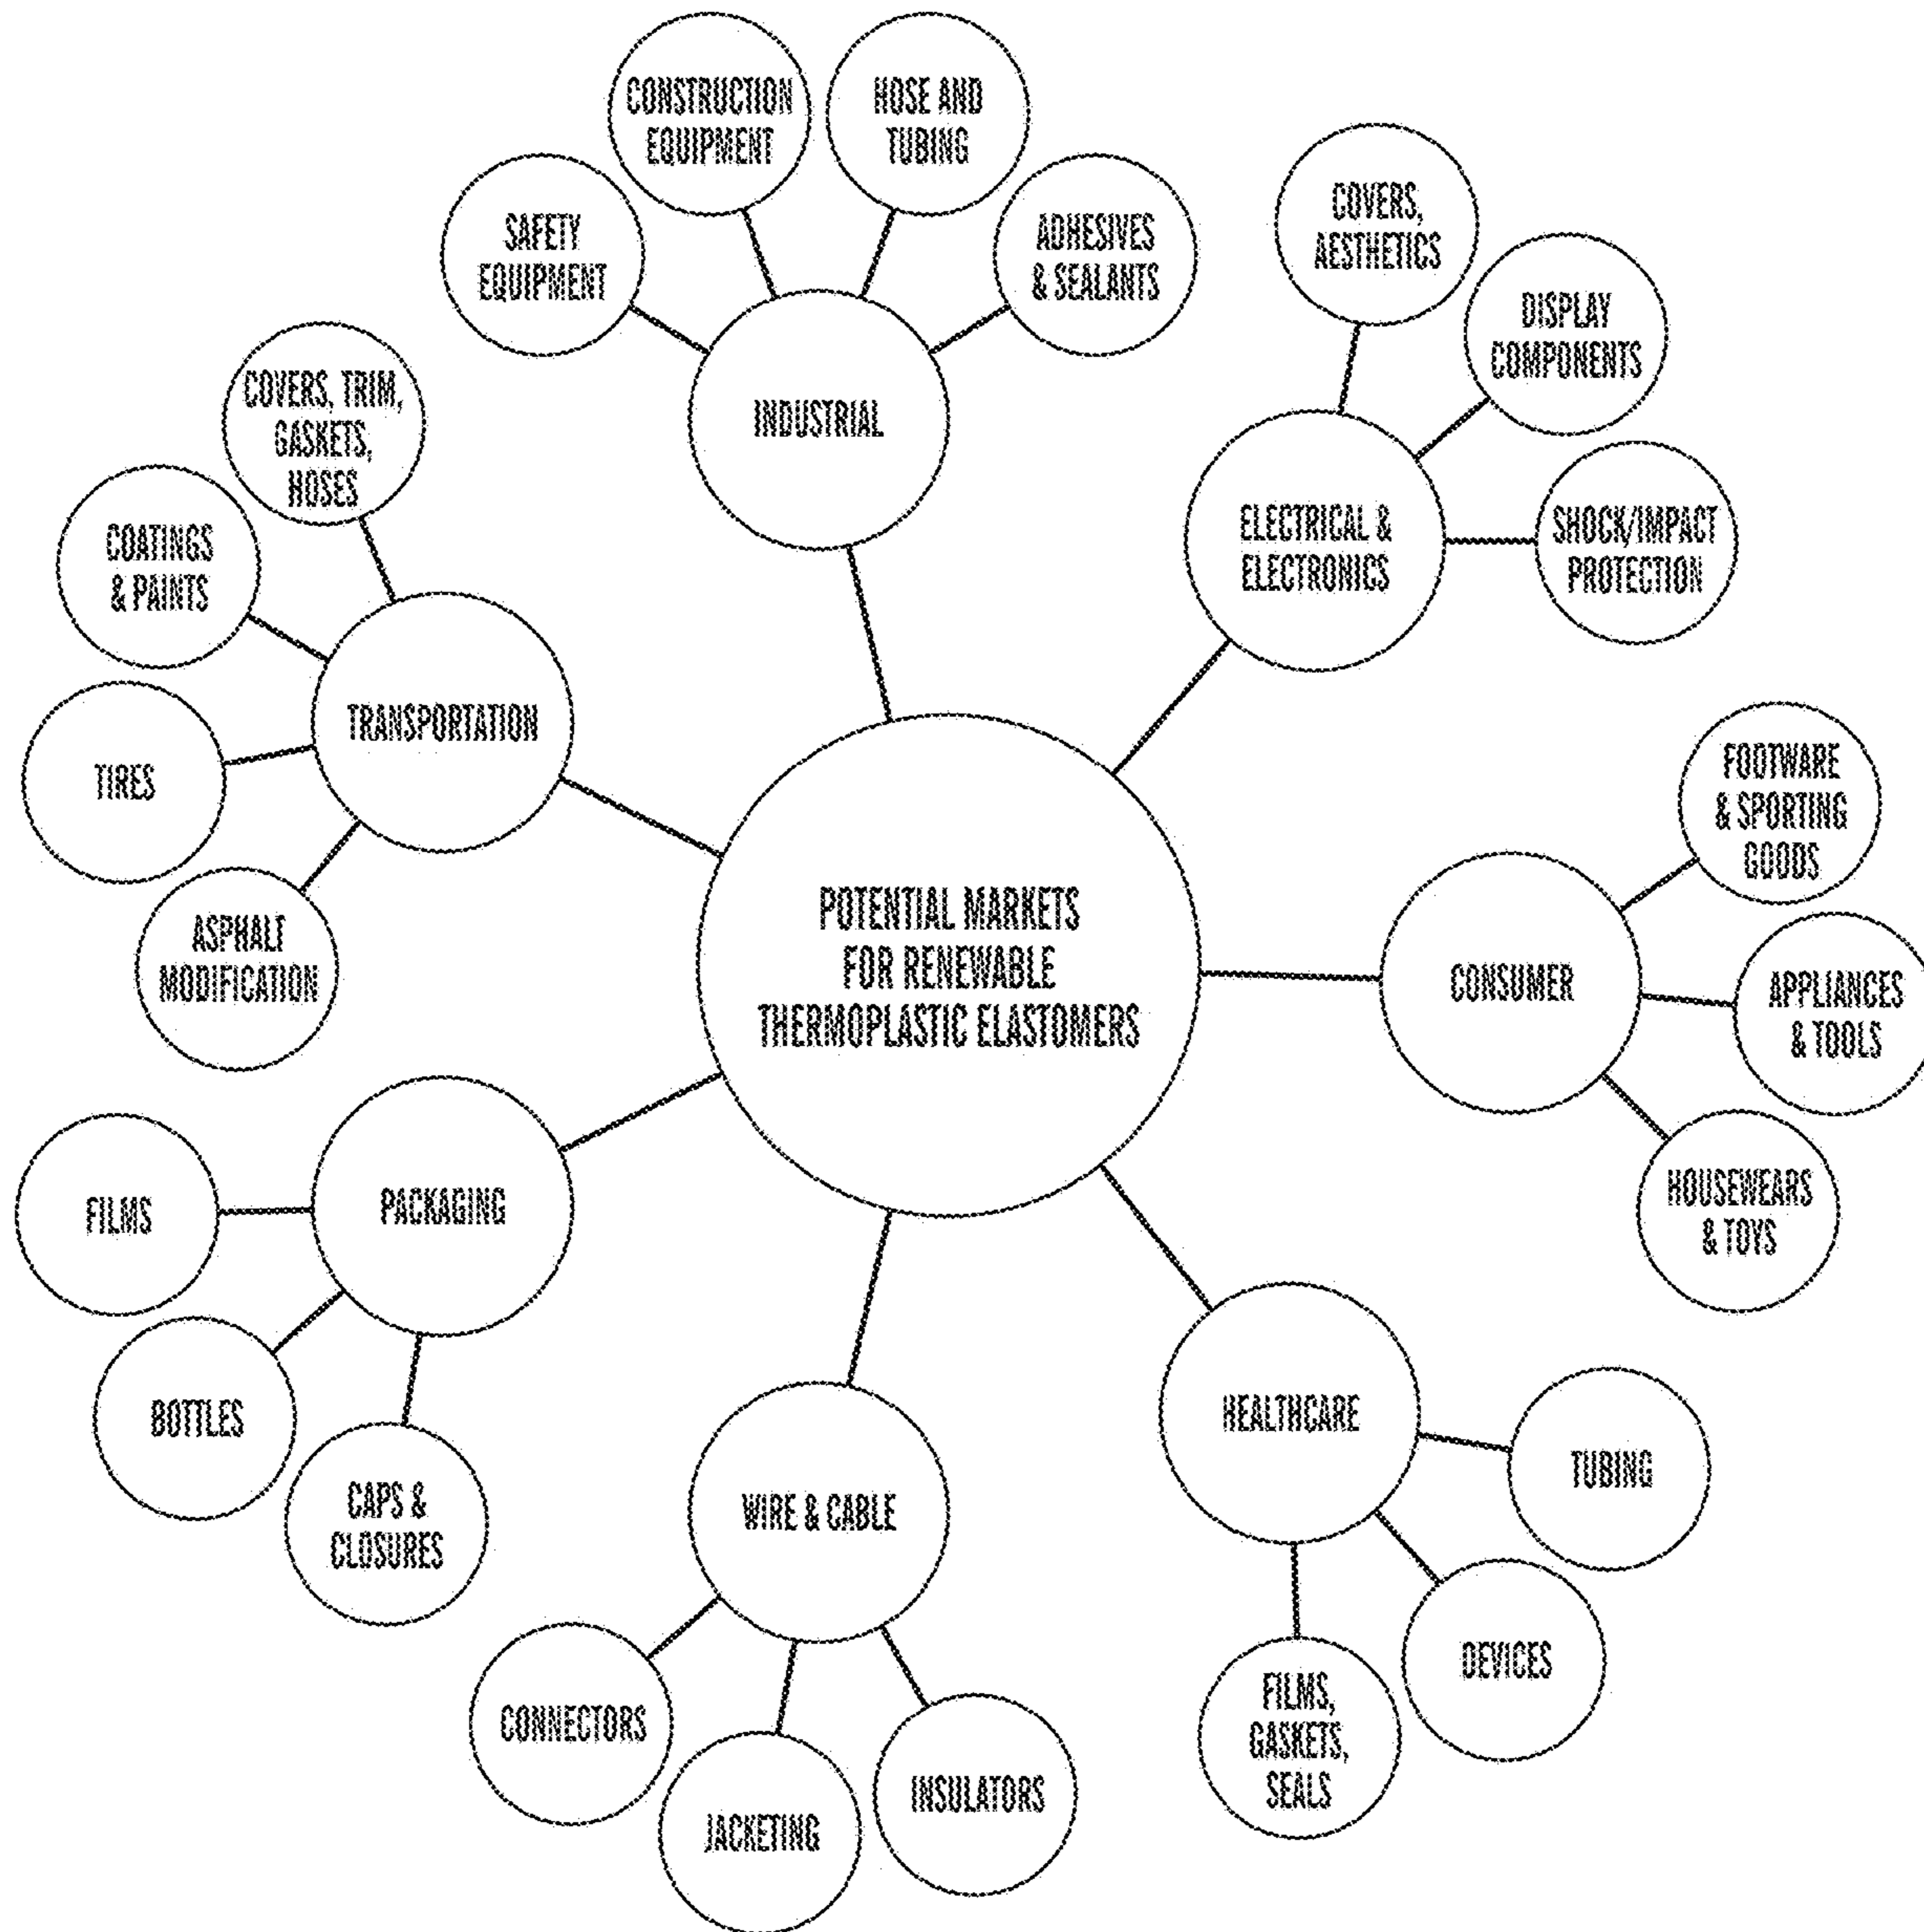 CONSTRUCTION
EQUIPMENT
HOSE AND
TUBING
SAFETY
EQUIPMENT
ADHESIVES
& SEALANTS
INDUSTRIAL
COVERS,
AESTHETICS
DISPLAY
COMPONENTS
SHOCK/IMPACT
PROTECTION
ELECTRICAL &
ELECTRONICS
COVERS, TRIM,
GASKETS,
HOSES
COATINGS
& PAINTS
TIRES
ASPHALT
MODIFICATION
TRANSPORTATION
POTENTIAL MARKETS
FOR RENEWABLE
THERMOPLASTIC ELASTOMERS
CONSUMER
FOOTWARE
& SPORTING
GOODS
APPLIANCES
& TOOLS
HOUSEWEARS
& TOYS
PACKAGING
FILMS
BOTTLES
CAPS &
CLOSURES
WIRE & CABLE
CONNECTORS
JACKETING
INSULATORS
HEALTHCARE
TUBING
DEVICES
FILMS,
GASKETS,
SEALS